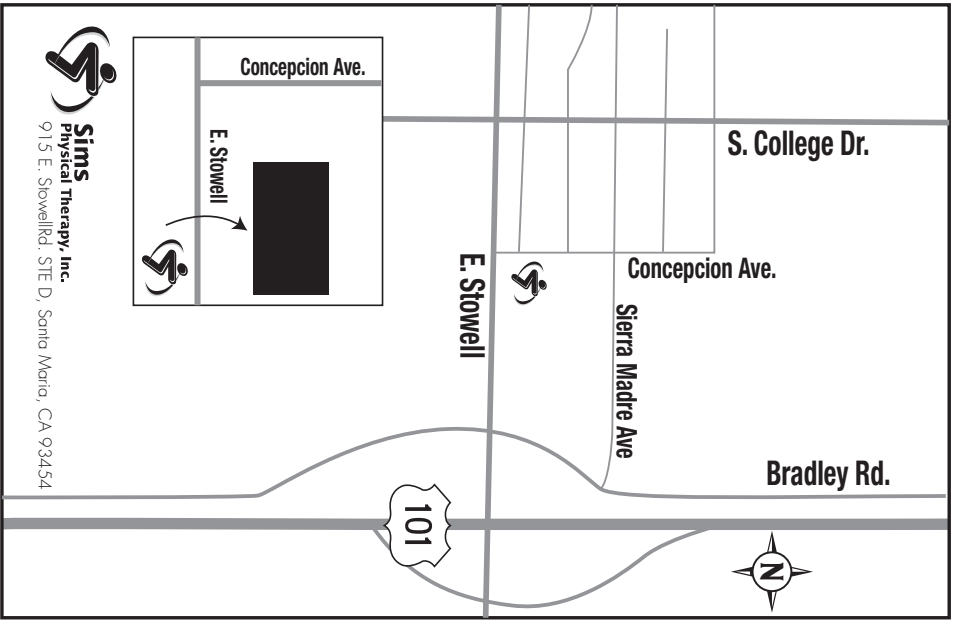 Sims
Physical Therapy, Inc.
915 E. StowellRd. STE D, Santa Maria, CA 93454
Concepcion Ave.
E. Stowell
S. College Dr.
Concepcion Ave.
E. Stowell
Sierra Madre Ave
Bradley Rd.
101
N